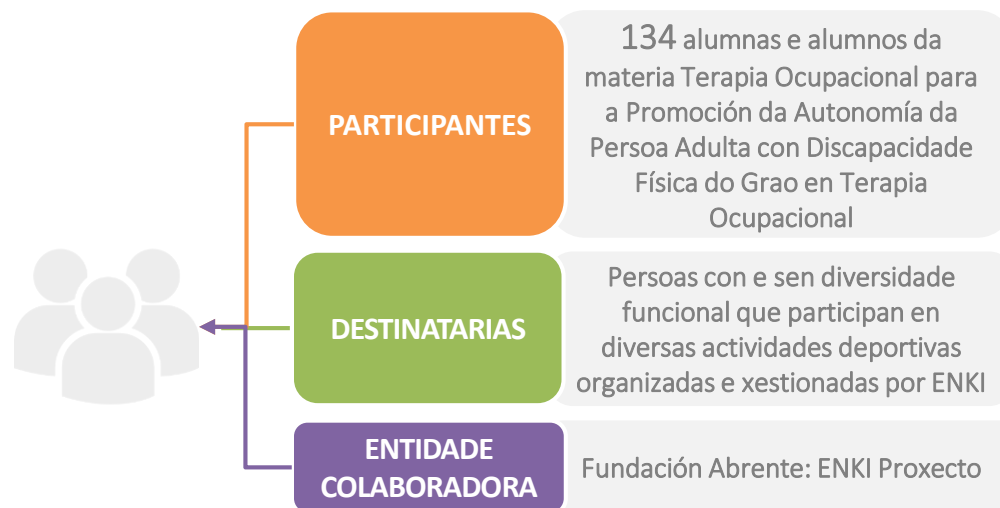 PARTICIPANTES
134 alumnas e alumnos da
materia Terapia Ocupacional para
a Promoción da Autonomía da
Persoa Adulta con Discapacidade
Física do Grao en Terapia
Ocupacional
DESTINATARIAS
Persoas con e sen diversidade
funcional que participan en
diversas actividades deportivas
organizadas e xestionadas por ENKI
ENTIDADE
COLABORADORA
Fundación Abrente: ENKI Proxecto